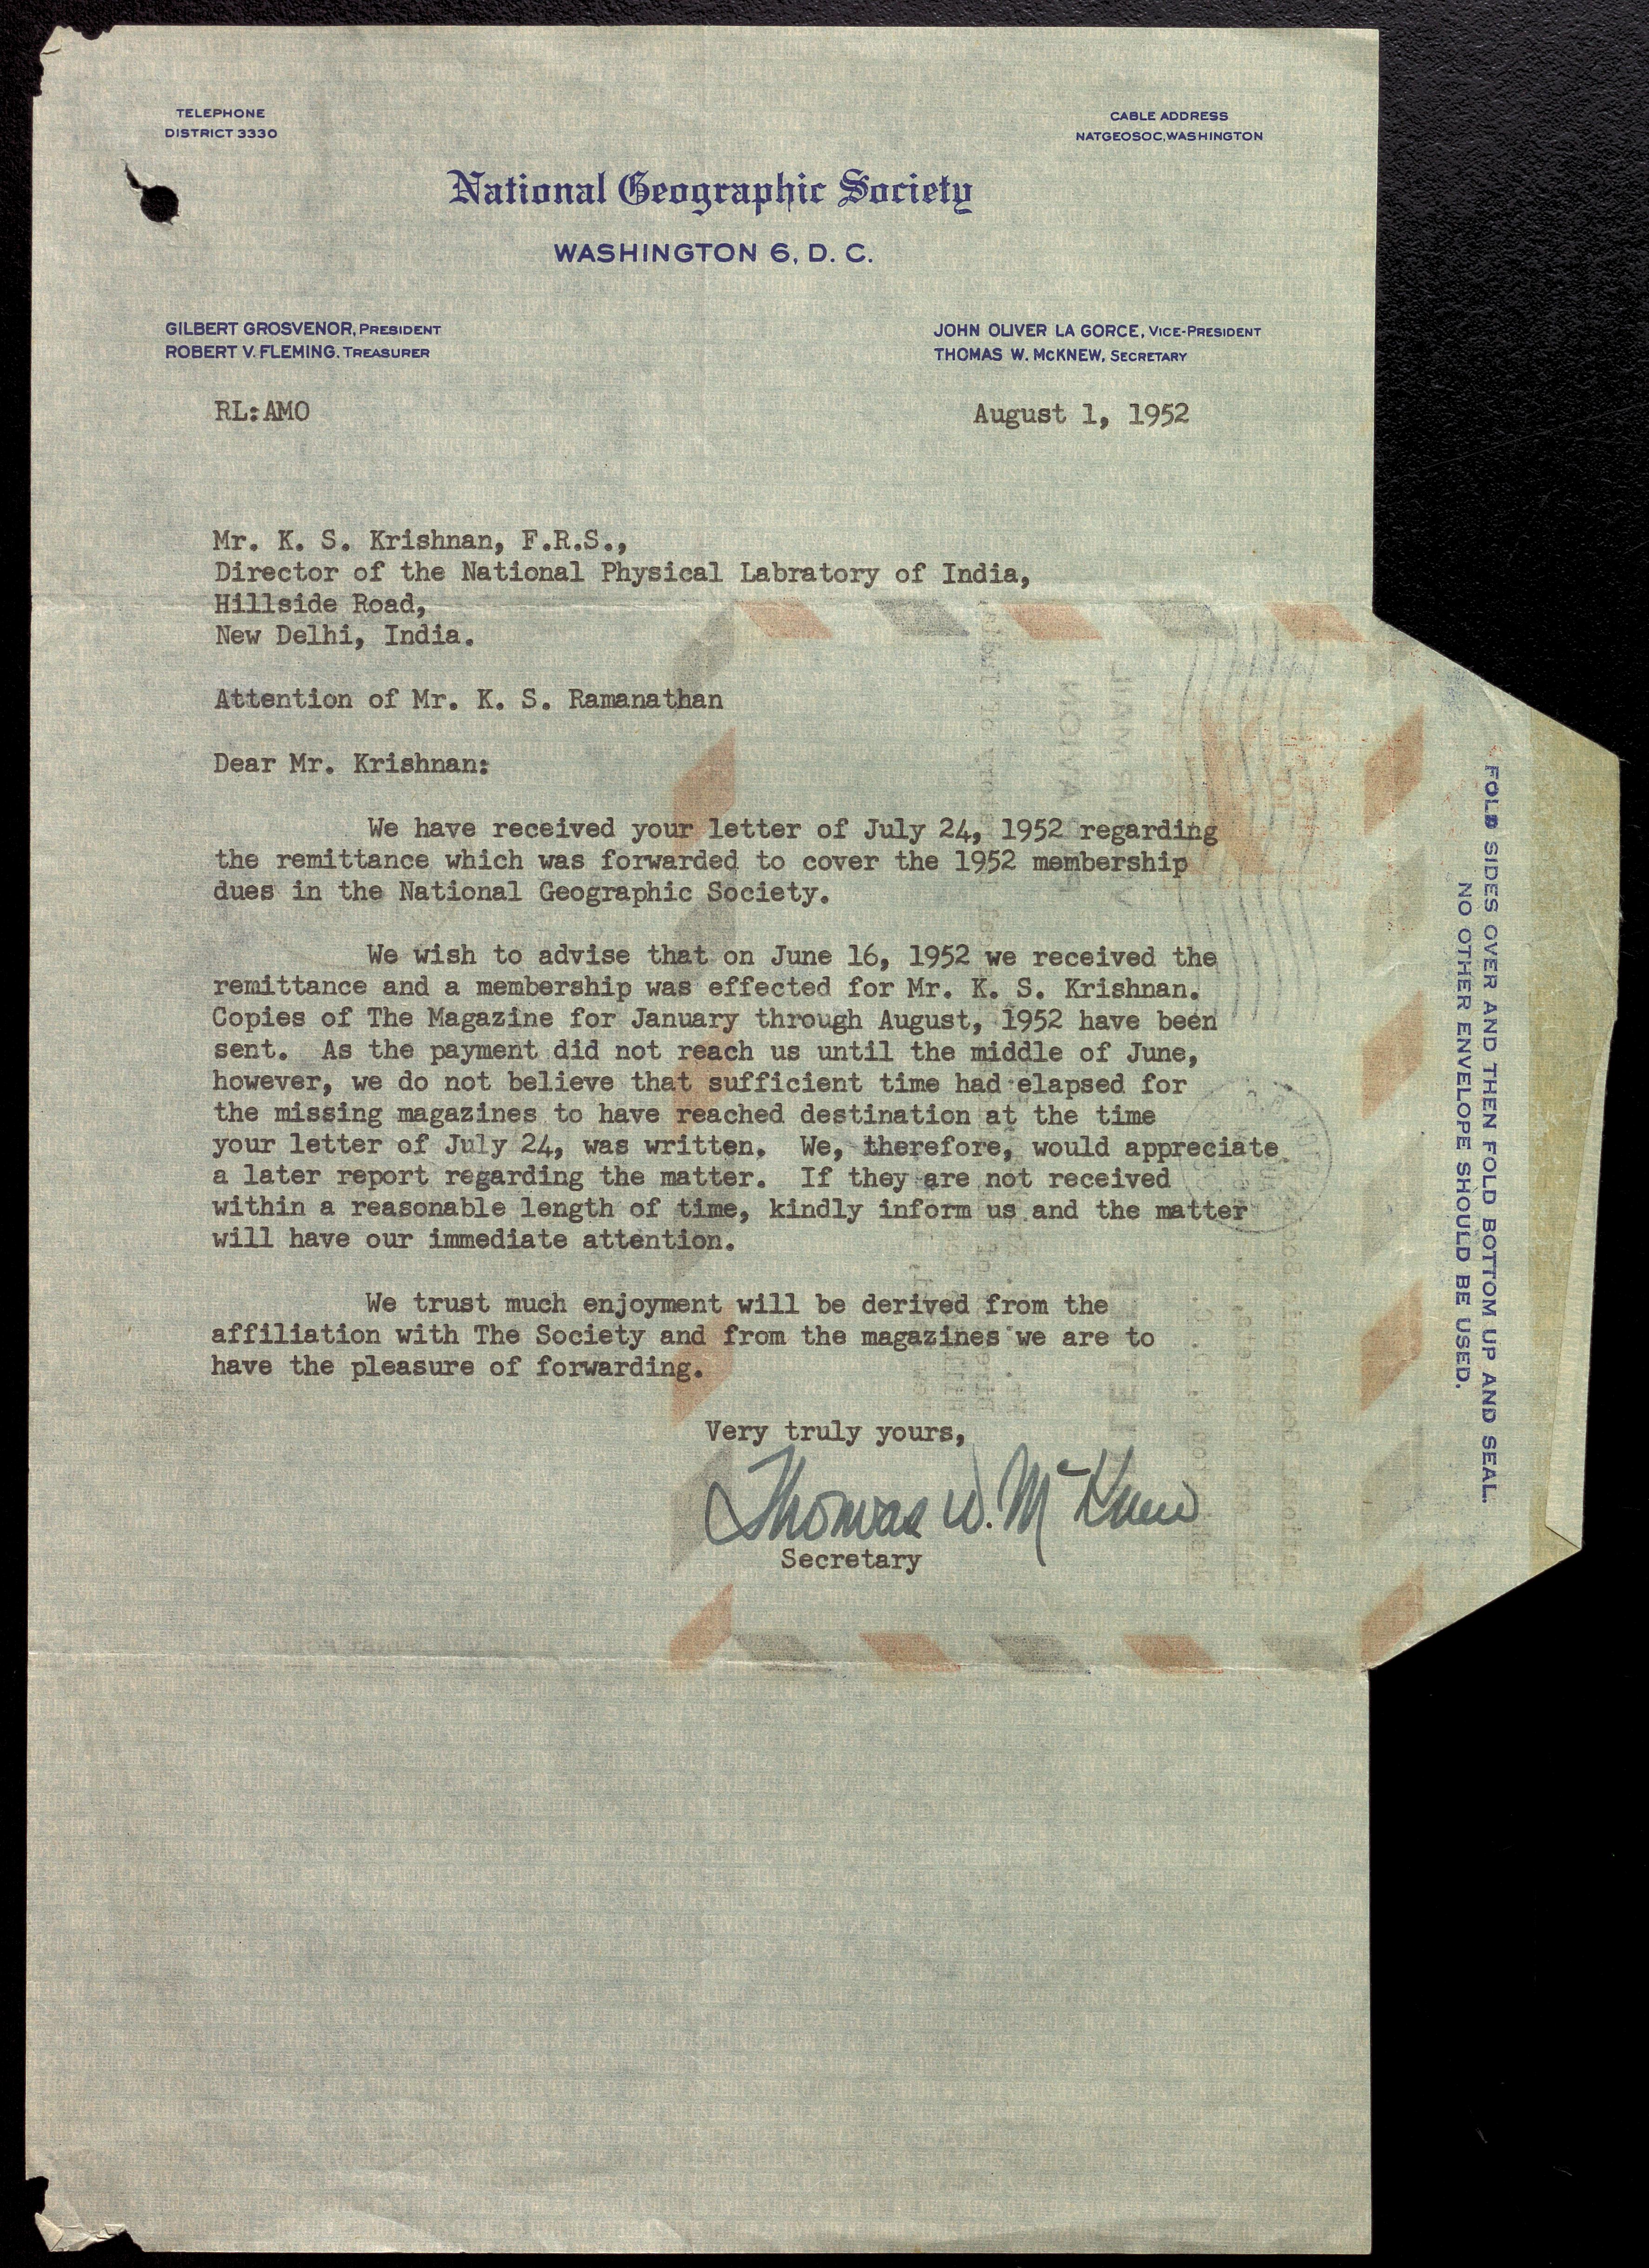 TELEPHONE
DISTRICT 3330
CABLE ADDRESS
NATGEOSOC, WASHINGTON
National Geographic Society
WASHINGTON 6, D. C.
GILBERT GROSVENOR, PRESIDENT
ROBERT V. FLEMING, TREASURER
JOHN OLIVER LA GORCE, VICE-PRESIDENT
THOMAS W. McKNEW, SECRETARY
RL:AMO
August 1, 1952
Mr. K. S. Krishnan, F.R.S.,
Director of the National Physical Labratory of India,
Hillside Road,
New Delhi, India.
Attention of Mr. K. S. Ramanathan
Dear Mr. Krishnan:
We have received your letter of July 24, 1952 regarding
the remittance which was forwarded to cover the 1952 membership
dues in the National Geographic Society.
We wish to advise that on June 16, 1952 we received the
remittance and a membership was effected for Mr. K. S. Krishnan.
Copies of The Magazine for January through August, 1952 have been
sent. As the payment did not reach us until the middle of June,
however, we do not believe that sufficient time had elapsed for
the missing magazines to have reached destination at the time
your letter of July 24, was written. We, therefore, would appreciate
a later report regarding the matter. If they are not received
within a reasonable length of time, kindly inform us and the matter
will have our immediate attention.
We trust much enjoyment will be derived from the
affiliation with The Society and from the magazines we are to
have the pleasure of forwarding.
Very truly yours,
Thomas W. McKnew
Secretary
FOLD SIDES OVER AND THEN FOLD BOTTOM UP AND SEAL.
NO OTHER ENVELOPE SHOULD BE USED.